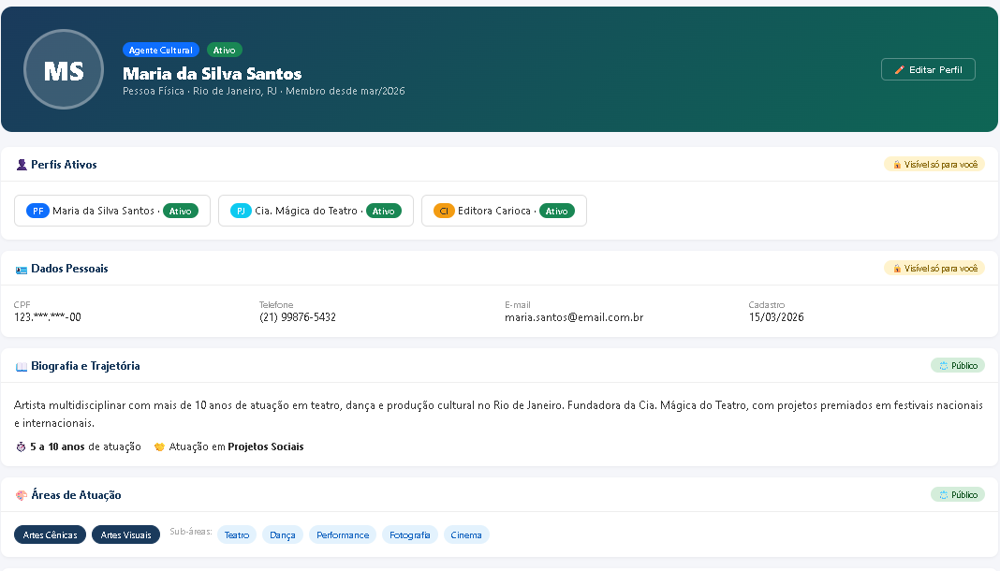 MS
Agente Cultural Ativo
Maria da Silva Santos
Pessoa Física · Rio de Janeiro, RJ · Membro desde mar/2026
Editar Perfil
Perfis Ativos
Visível só para você
PF Maria da Silva Santos · Ativo
PJ Cia. Mágica do Teatro · Ativo
CI Editora Carioca · Ativo
Dados Pessoais
Visível só para você
CPF
123.***.***-00
Telefone
(21) 99876-5432
E-mail
maria.santos@email.com.br
Cadastro
15/03/2026
Biografia e Trajetória
Público
Artista multidisciplinar com mais de 10 anos de atuação em teatro, dança e produção cultural no Rio de Janeiro. Fundadora da Cia. Mágica do Teatro, com projetos premiados em festivais nacionais
e internacionais.
5 a 10 anos de atuação Atuação em Projetos Sociais
Áreas de Atuação
Público
Artes Cênicas Artes Visuais Sub-áreas: Teatro Dança Performance Fotografia Cinema